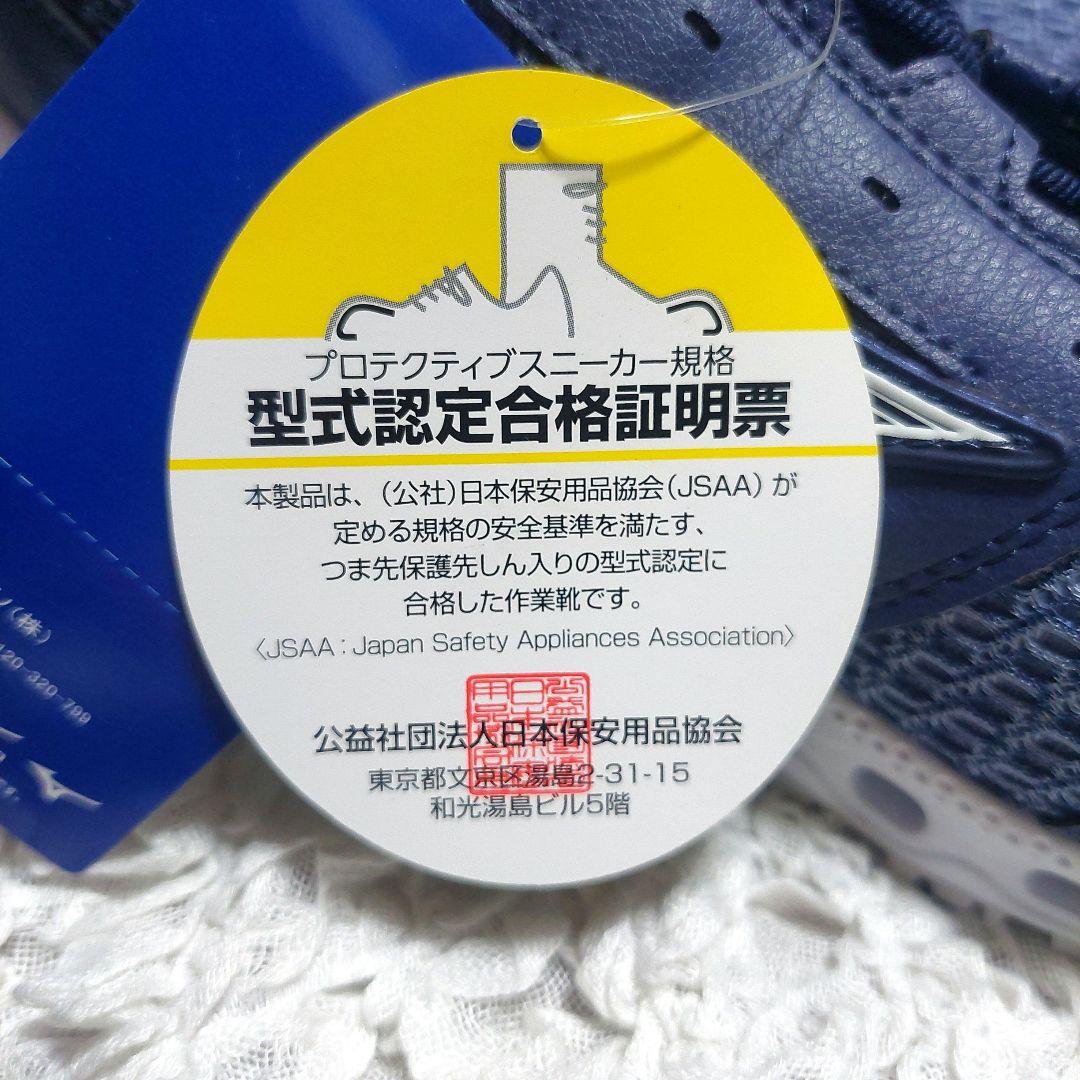 プロテクティブスニーカー規格
型式認定合格証明票
本製品は、(公社)日本保安用品協会(JSAA)が
定める規格の安全基準を満たす、
つま先保護先しん入りの型式認定に
合格した作業靴です。
〈JSAA：Japan Safety Appliances Association〉
公益社団法人日本保安用品協会
東京都文京区湯島2-31-15
和光湯島ビル5階
(株)
120-320-799